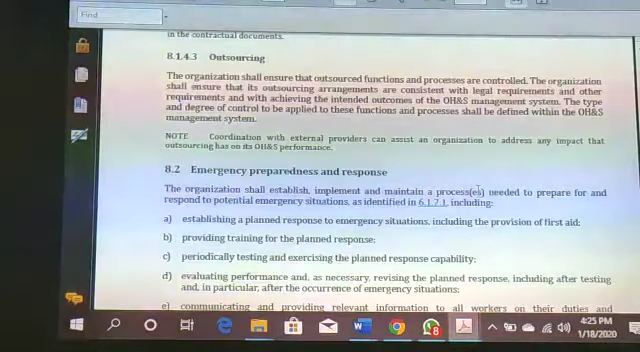 Find
in the contractual documents.
8.1.4.3 Outsourcing
The organization shall ensure that outsourced functions and processes are controlled. The organization
shall ensure that its outsourcing arrangements are consistent with legal requirements and other
requirements and with achieving the intended outcomes of the OH&S management system. The type
and degree of control to be applied to these functions and processes shall be defined within the OH&S
management system.
NOTE Coordination with external providers can assist an organization to address any impact that
outsourcing has on its OH&S performance.
8.2 Emergency preparedness and response
The organization shall establish, implement and maintain a process(es) needed to prepare for and
respond to potential emergency situations, as identified in 6.1.2.1, including:
a) establishing a planned response to emergency situations, including the provision of first aid;
b) providing training for the planned response;
c) periodically testing and exercising the planned response capability;
d) evaluating performance and, as necessary, revising the planned response, including after testing
and, in particular, after the occurrence of emergency situations;
e) communicating and providing relevant information to all workers on their duties and
W
8
4:25 PM
1/18/2020